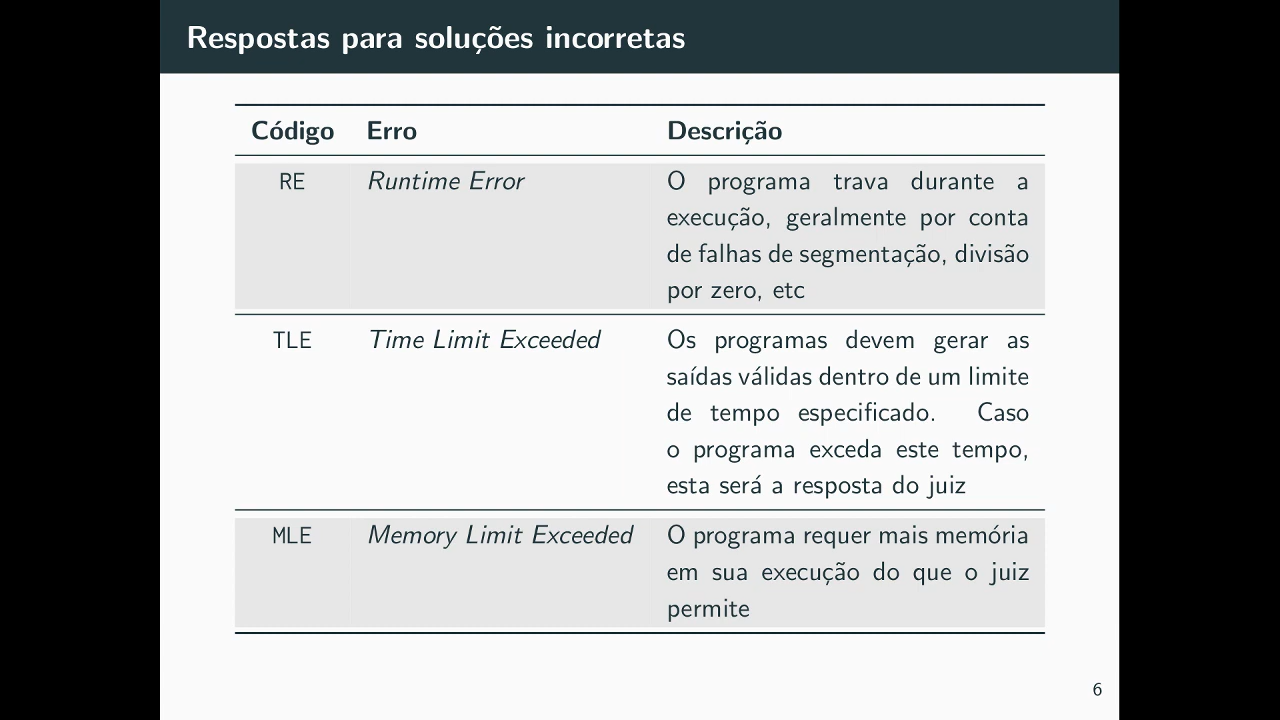 Respostas para soluções incorretas
Código Erro Descrição
RE Runtime Error O programa trava durante a
execução, geralmente por conta
de falhas de segmentação, divisão
por zero, etc
TLE Time Limit Exceeded Os programas devem gerar as
saídas válidas dentro de um limite
de tempo especificado. Caso
o programa exceda este tempo,
esta será a resposta do juiz
MLE Memory Limit Exceeded O programa requer mais memória
em sua execução do que o juiz
permite
6